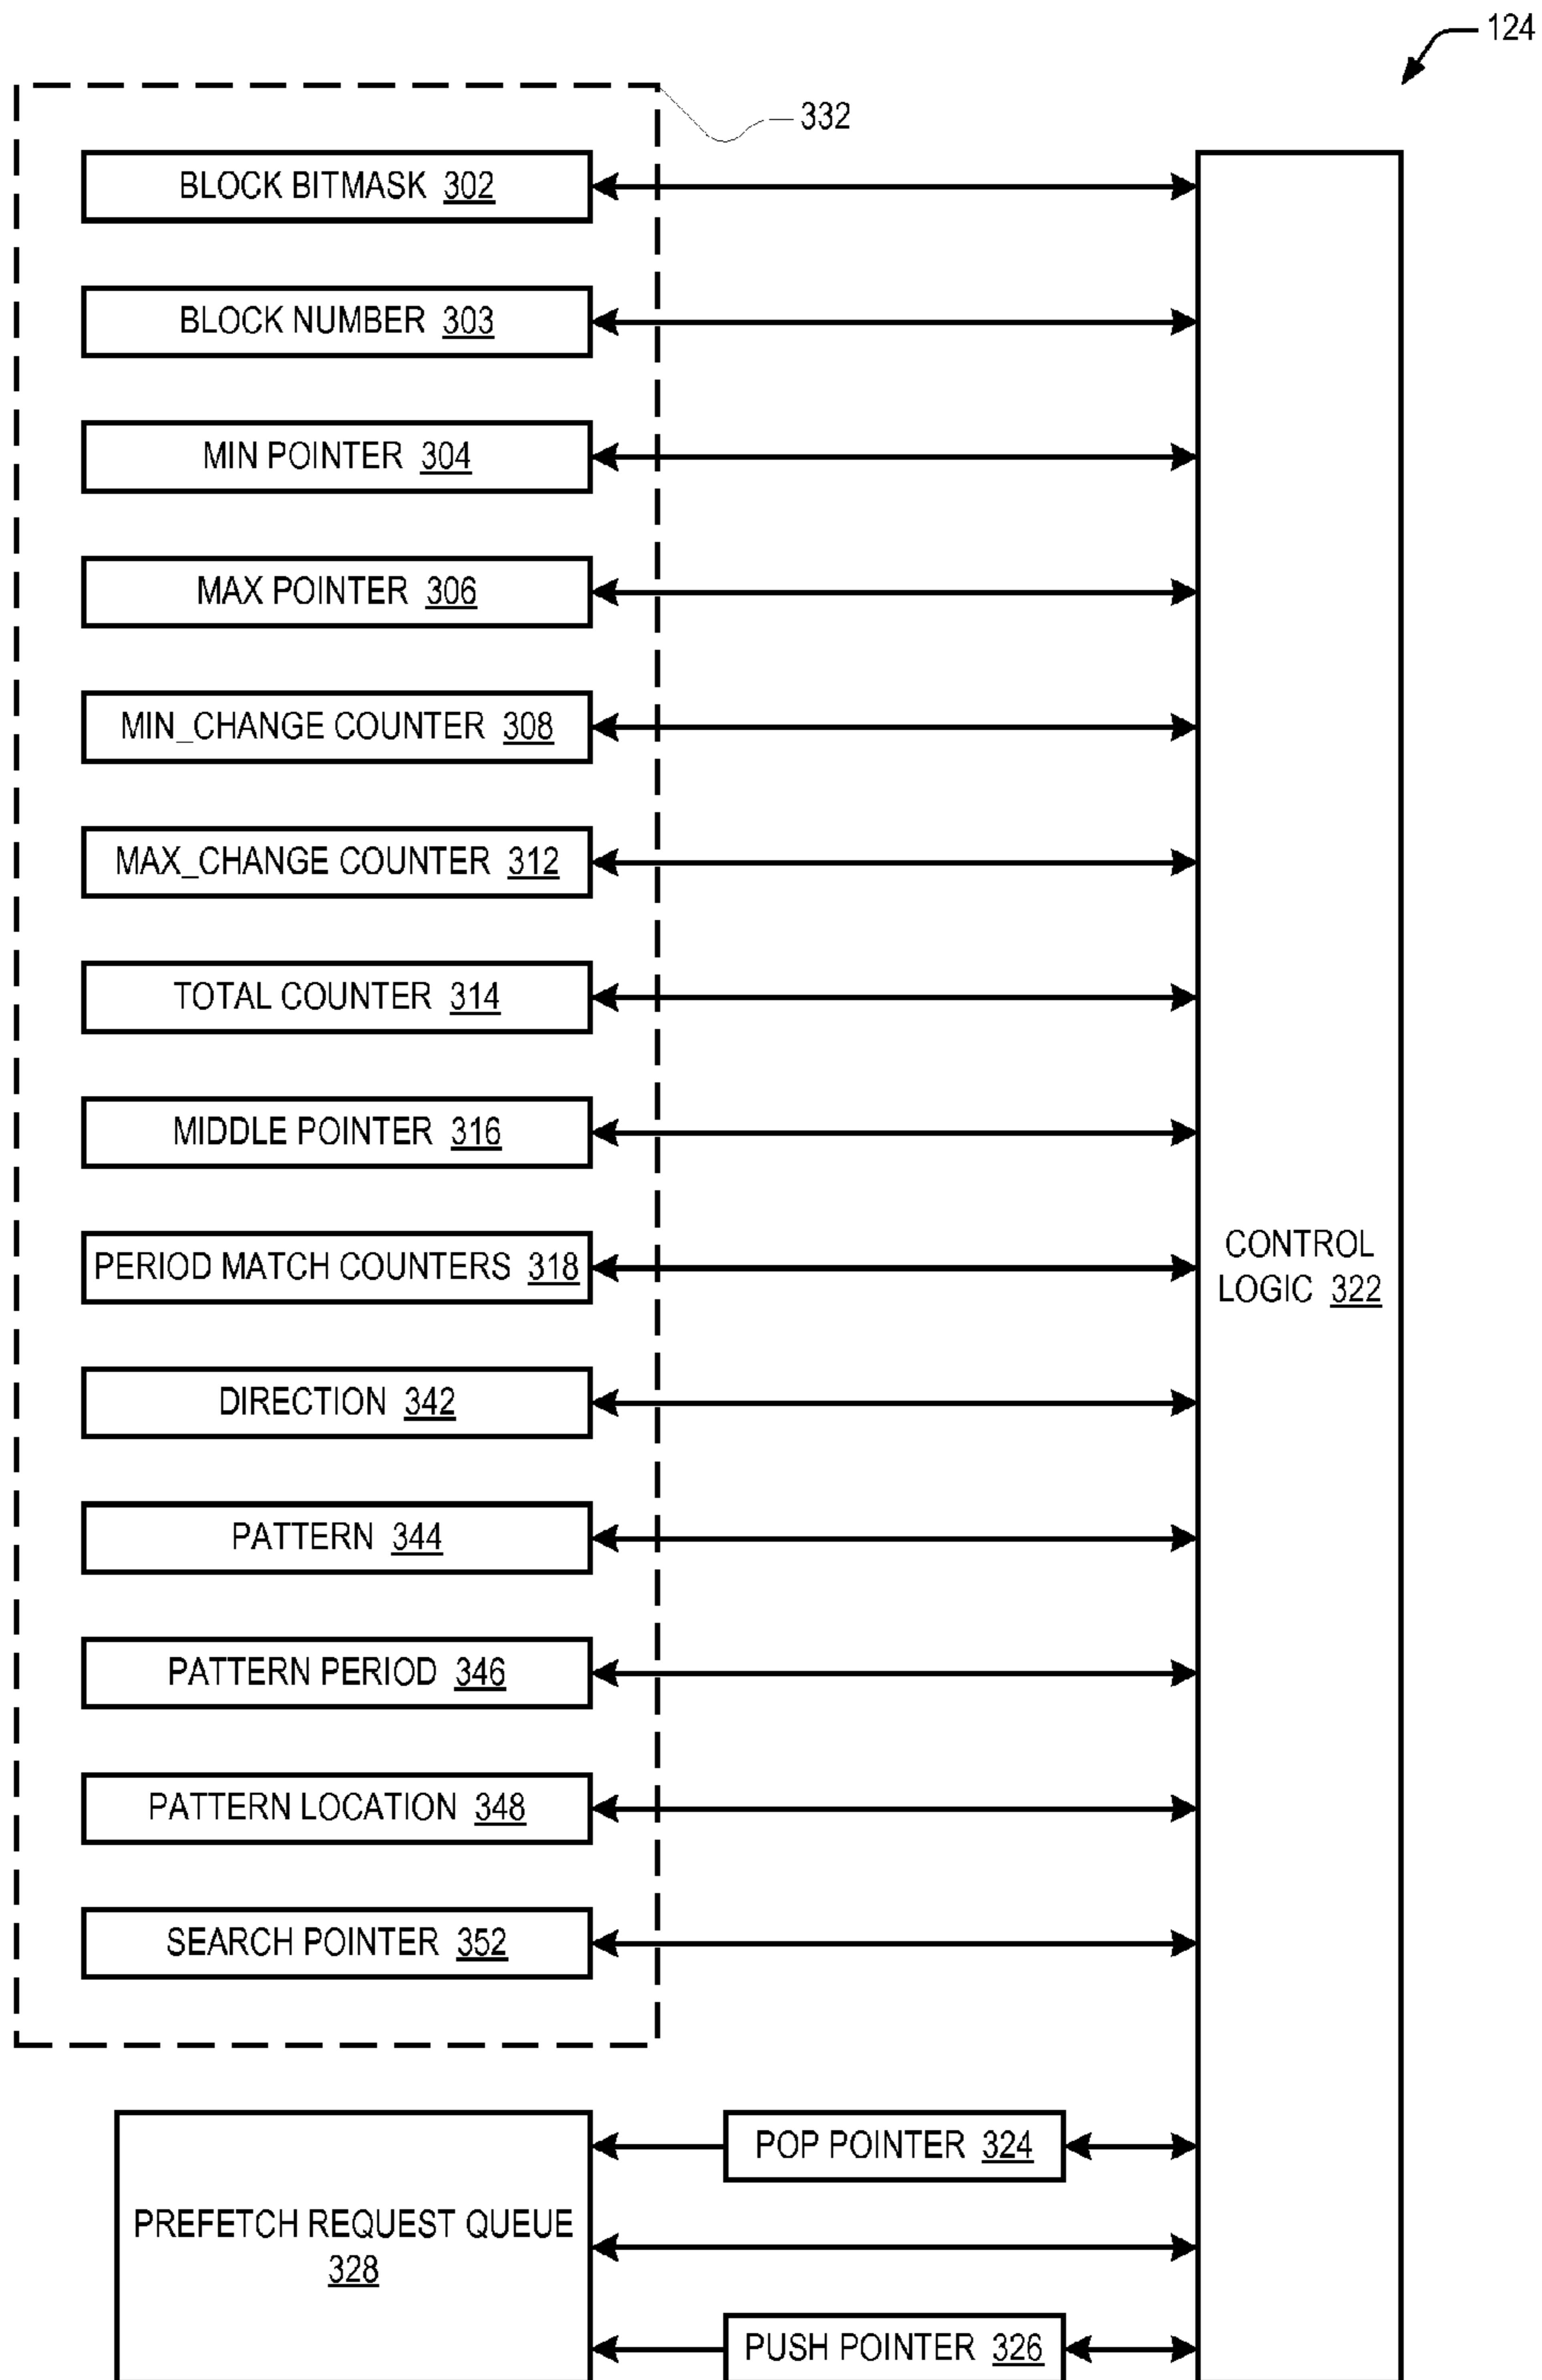 124
332
BLOCK BITMASK 302
BLOCK NUMBER 303
MIN POINTER 304
MAX POINTER 306
MIN_CHANGE COUNTER 308
MAX_CHANGE COUNTER 312
TOTAL COUNTER 314
MIDDLE POINTER 316
PERIOD MATCH COUNTERS 318
CONTROL
LOGIC 322
DIRECTION 342
PATTERN 344
PATTERN PERIOD 346
PATTERN LOCATION 348
SEARCH POINTER 352
POP POINTER 324
PREFETCH REQUEST QUEUE
328
PUSH POINTER 326